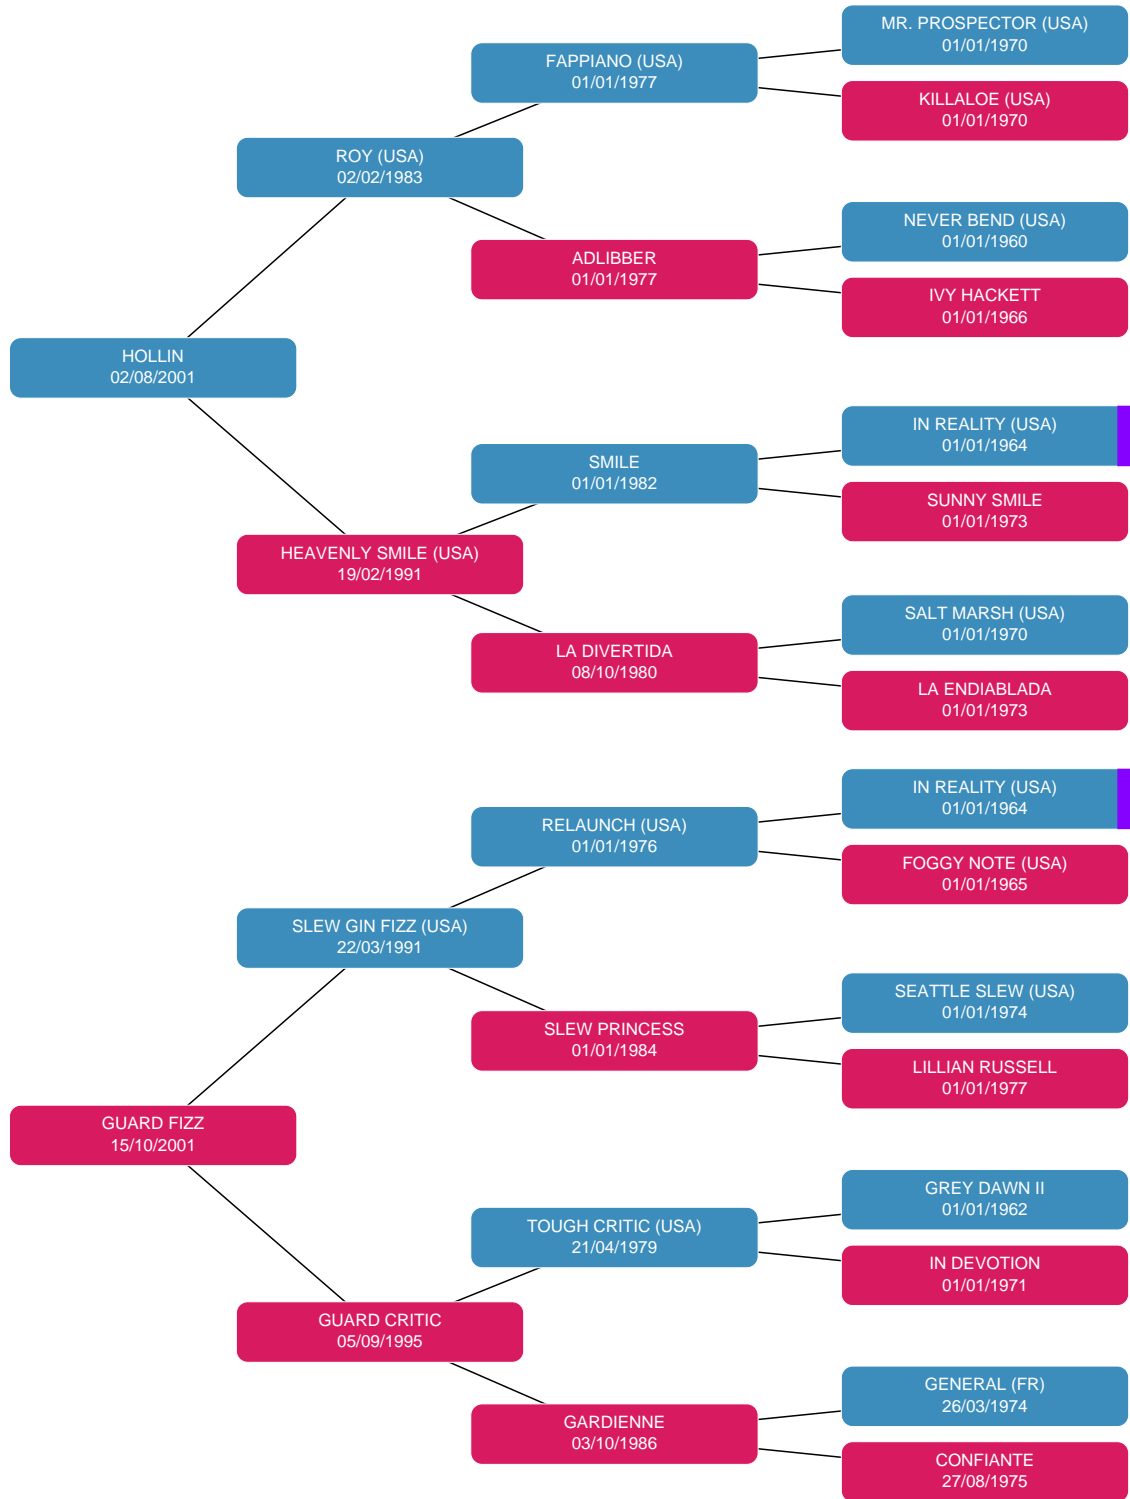 MR. PROSPECTOR (USA)
01/01/1970
FAPPIANO (USA)
01/01/1977
KILLALOE (USA)
01/01/1970
ROY (USA)
02/02/1983
NEVER BEND (USA)
01/01/1960
ADLIBBER
01/01/1977
IVY HACKETT
01/01/1966
HOLLIN
02/08/2001
IN REALITY (USA)
01/01/1964
SMILE
01/01/1982
SUNNY SMILE
01/01/1973
HEAVENLY SMILE (USA)
19/02/1991
SALT MARSH (USA)
01/01/1970
LA DIVERTIDA
08/10/1980
LA ENDIABLADA
01/01/1973
IN REALITY (USA)
01/01/1964
RELAUNCH (USA)
01/01/1976
FOGGY NOTE (USA)
01/01/1965
SLEW GIN FIZZ (USA)
22/03/1991
SEATTLE SLEW (USA)
01/01/1974
SLEW PRINCESS
01/01/1984
LILLIAN RUSSELL
01/01/1977
GUARD FIZZ
15/10/2001
GREY DAWN II
01/01/1962
TOUGH CRITIC (USA)
21/04/1979
IN DEVOTION
01/01/1971
GUARD CRITIC
05/09/1995
GENERAL (FR)
26/03/1974
GARDIENNE
03/10/1986
CONFIANTE
27/08/1975